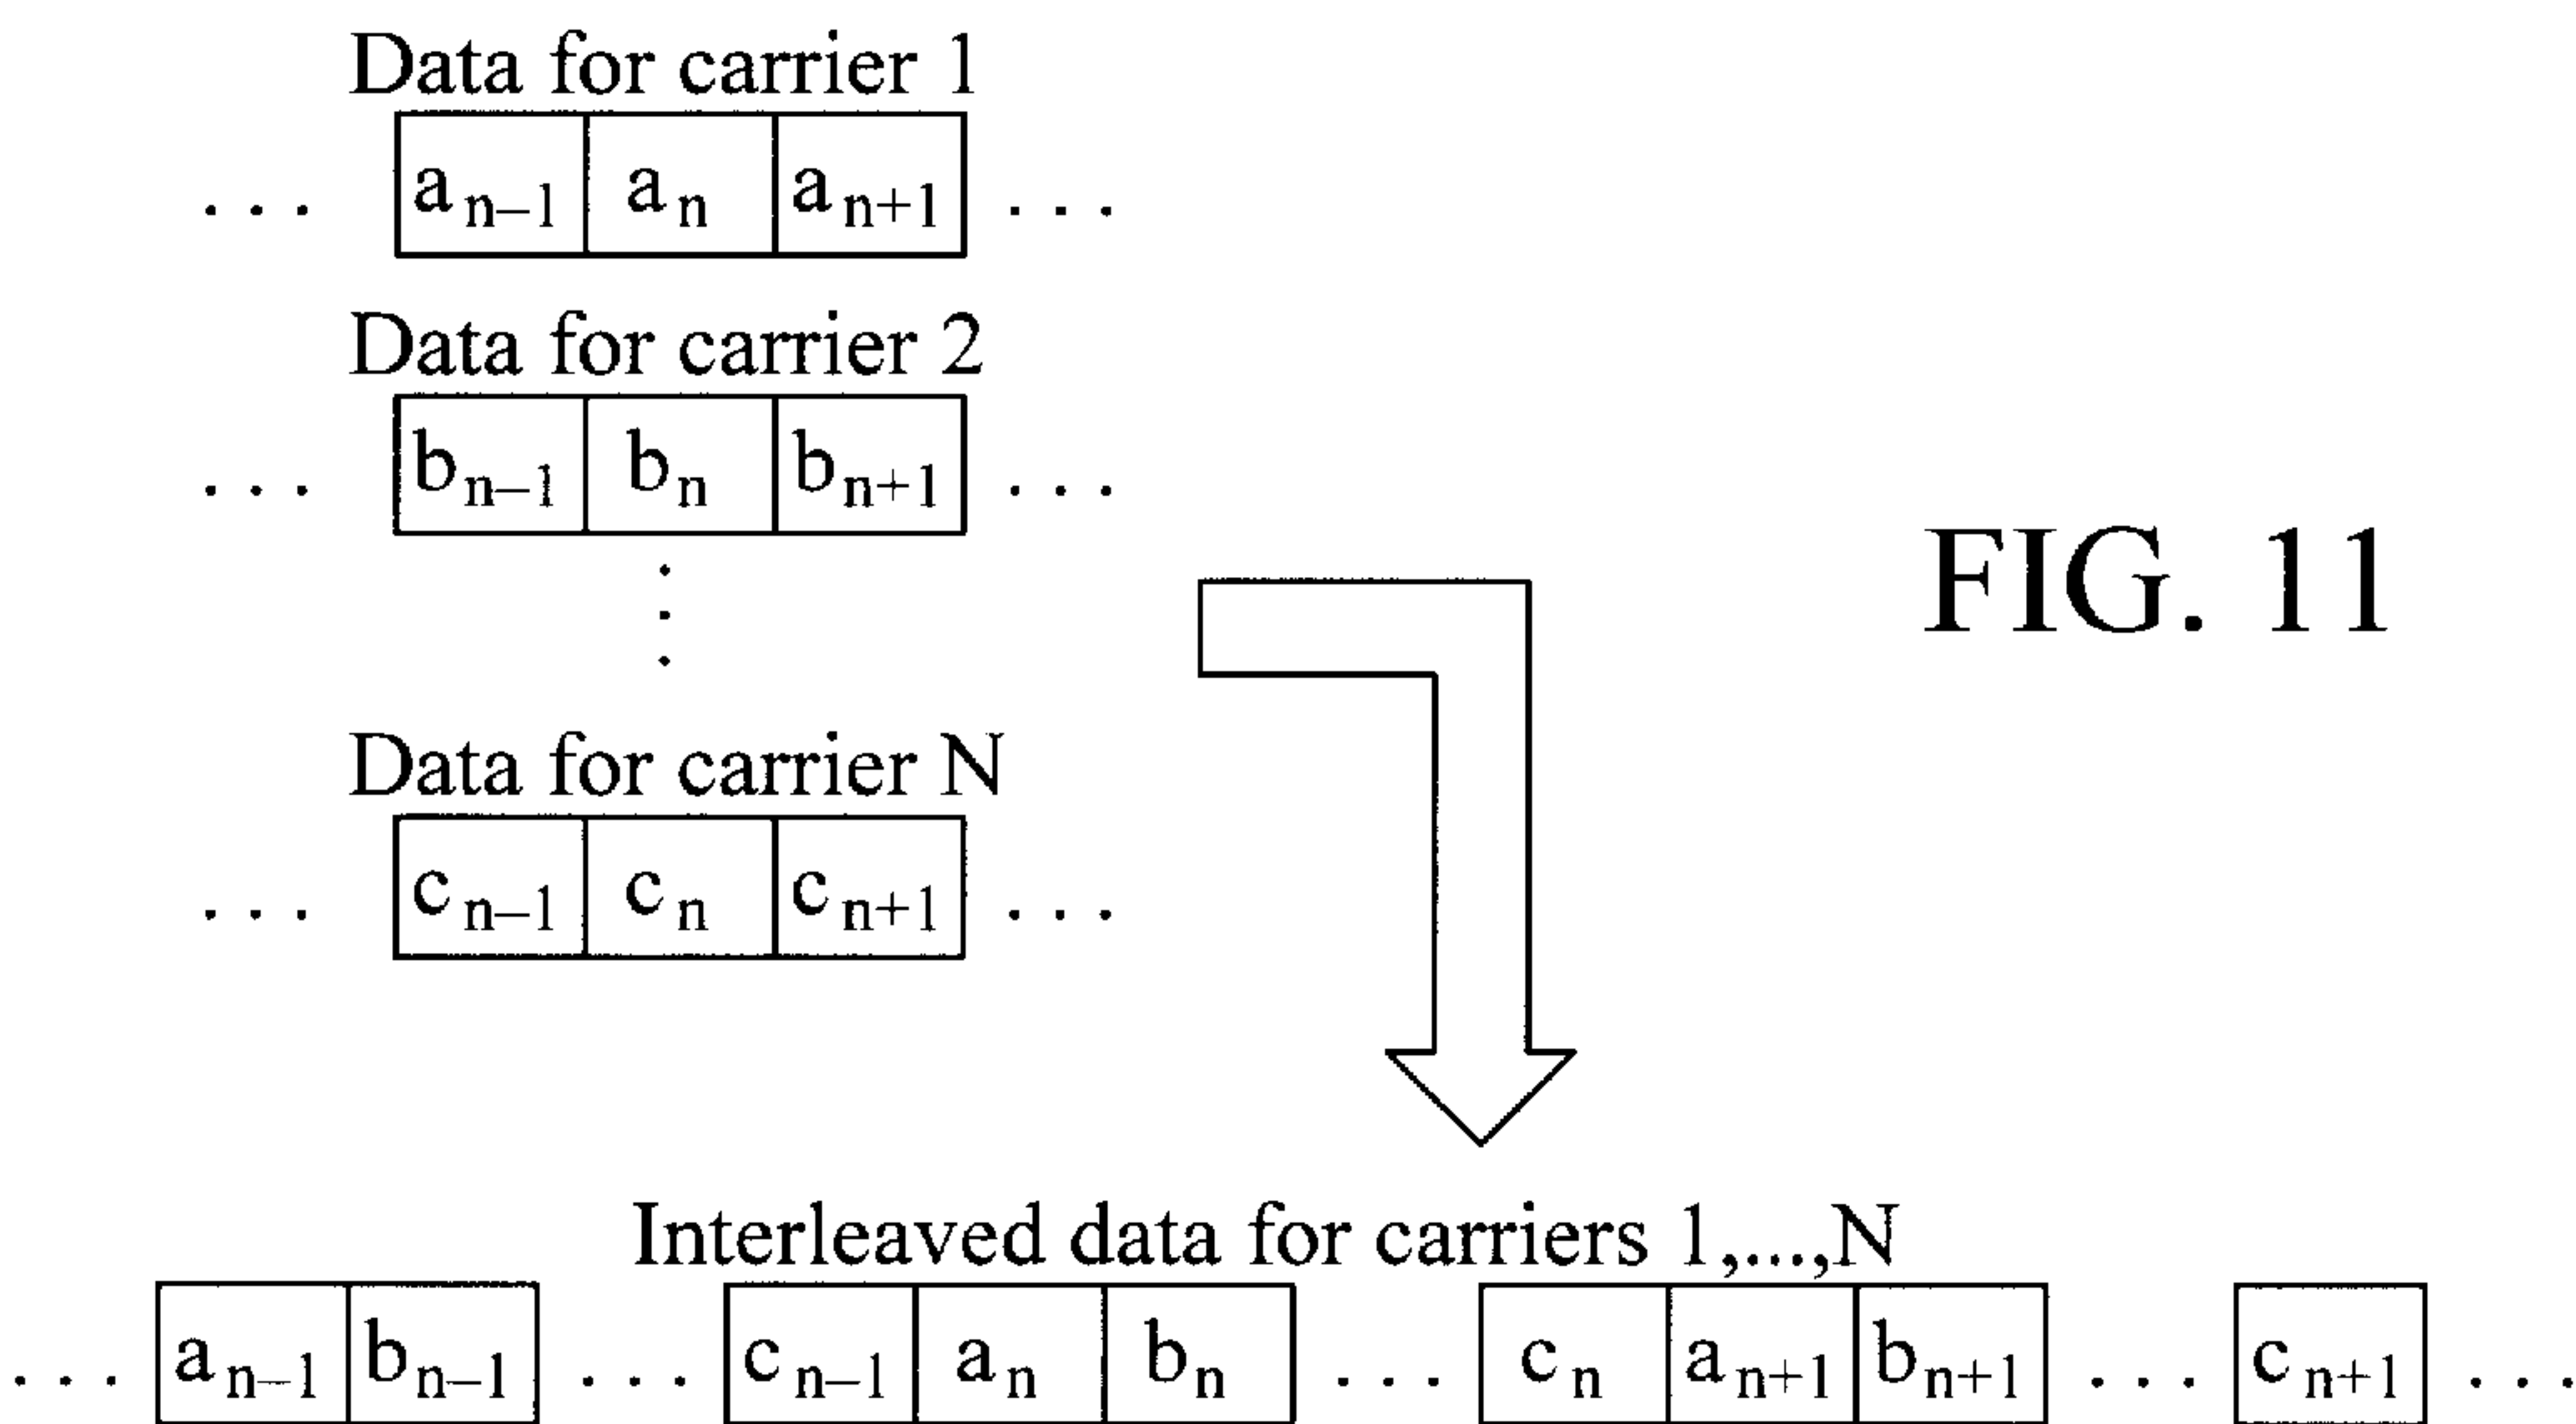 Data for carrier 1
... a n−1 a n a n+1 ...
Data for carrier 2
... b n−1 b n b n+1 ...
FIG. 11
Data for carrier N
... c n−1 c n c n+1 ...
Interleaved data for carriers 1,...,N
... a n−1 b n−1 ... c n−1 a n b n ... c n a n+1 b n+1 ... c n+1 ...